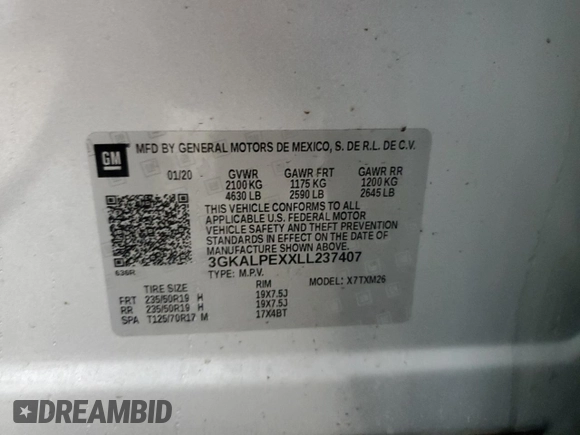 GM
MFD BY GENERAL MOTORS DE MEXICO, S. DE R.L. DE C.V.
01/20 GVWR GAWR FRT GAWR RR
2100 KG 1175 KG 1200 KG
4630 LB 2590 LB 2645 LB
THIS VEHICLE CONFORMS TO ALL
APPLICABLE U.S. FEDERAL MOTOR
VEHICLE SAFETY AND THEFT
PREVENTION STANDARDS IN EFFECT
ON THE DATE OF MANUFACTURE
SHOWN ABOVE.
3GKALPEXXLL237407
TYPE: M.P.V. MODEL: X7TXM26
636R
TIRE SIZE RIM
FRT 235/50R19 H 19X7.5J
RR 235/50R19 H 19X7.5J
SPA T125/70R17 M 17X4BT
DREAMBID